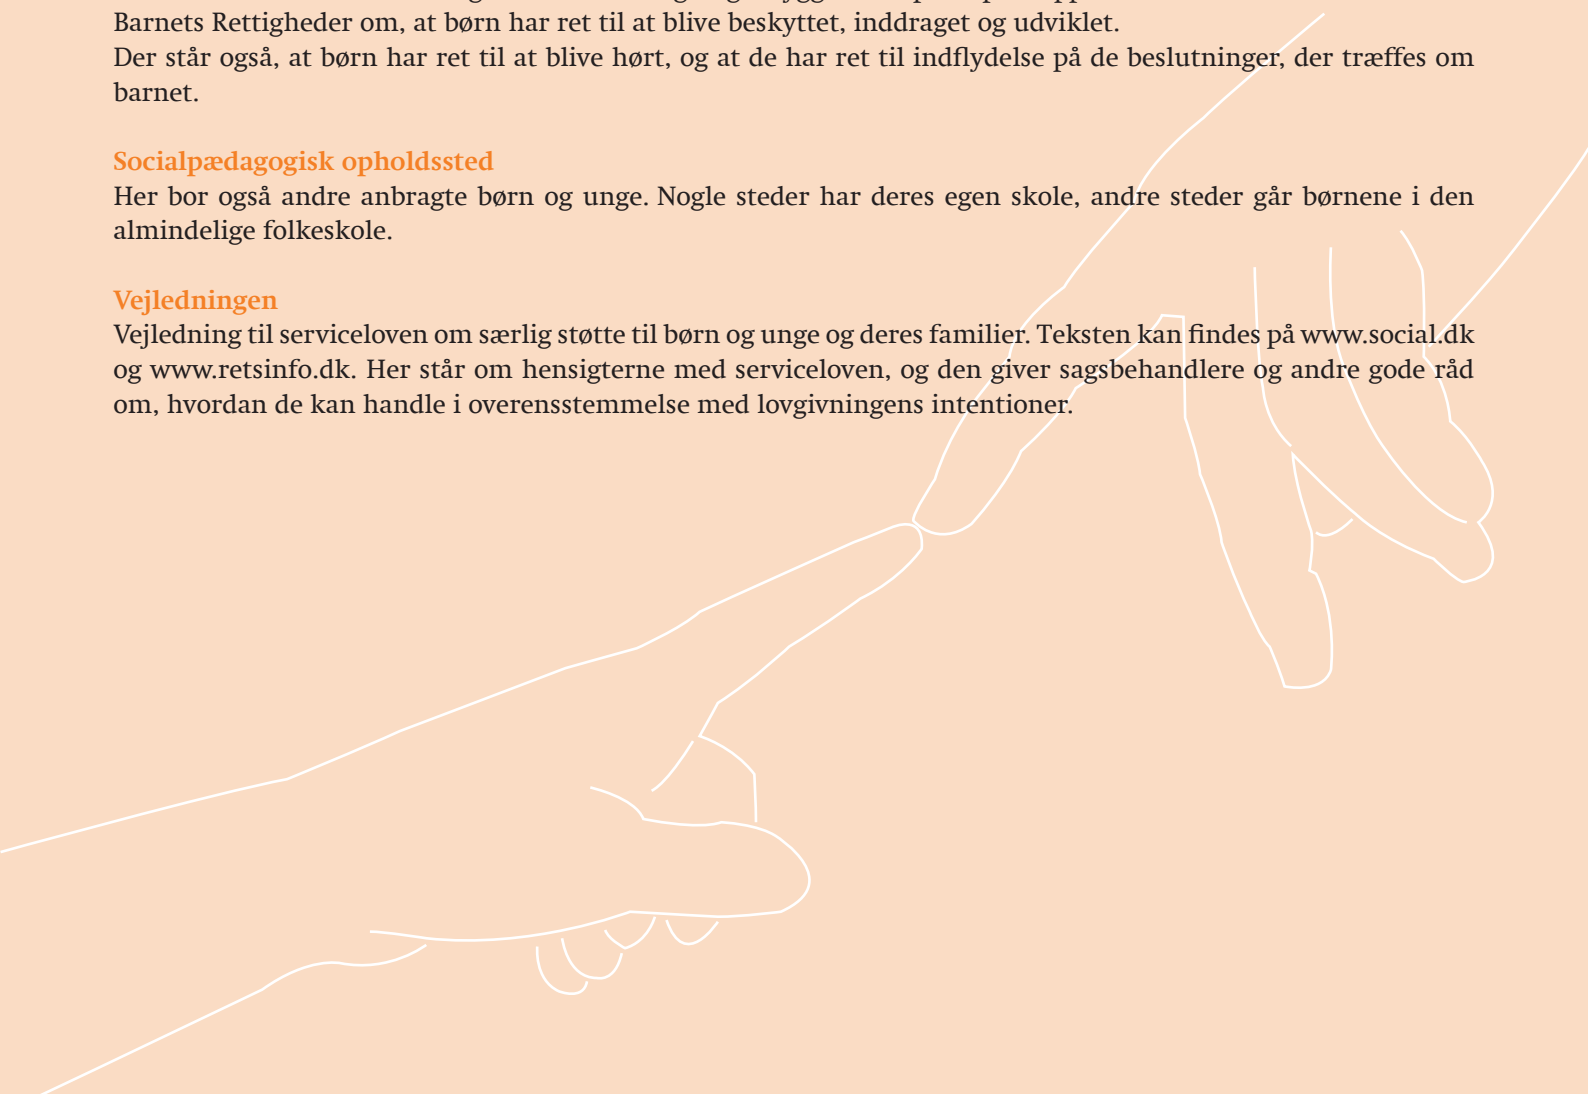 Barnets Rettigheder om, at børn har ret til at blive beskyttet, inddraget og udviklet.
Der står også, at børn har ret til at blive hørt, og at de har ret til indflydelse på de beslutninger, der træffes om
barnet.
Socialpædagogisk opholdssted
Her bor også andre anbragte børn og unge. Nogle steder har deres egen skole, andre steder går børnene i den
almindelige folkeskole.
Vejledningen
Vejledning til serviceloven om særlig støtte til børn og unge og deres familier. Teksten kan findes på www.social.dk
og www.retsinfo.dk. Her står om hensigterne med serviceloven, og den giver sagsbehandlere og andre gode råd
om, hvordan de kan handle i overensstemmelse med lovgivningens intentioner.